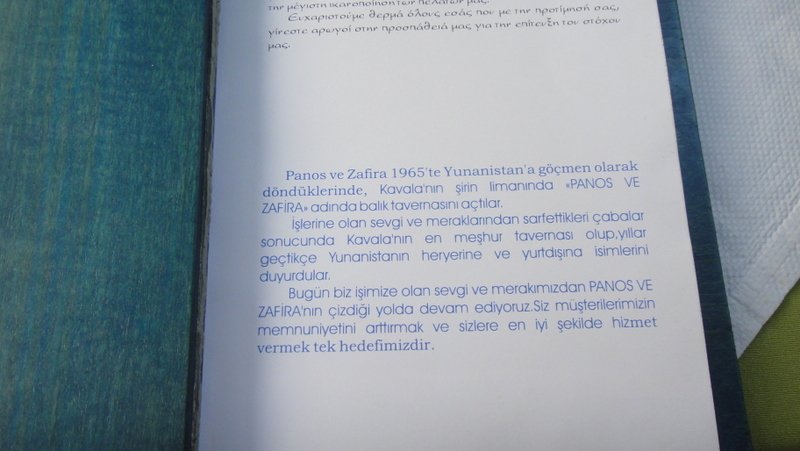 την μέγιστη ικανοποίηση των πελατών μας.
Ευχαριστούμε θερμά όλους εσάς που με την προτίμησή σας,
γίνεστε αρωγοί στην προσπάθειά μας για την επίτευξη του στόχου
μας.
Panos ve Zafira 1965'te Yunanistan'a göçmen olarak
döndüklerinde, Kavala'nın şirin limanında «PANOS VE
ZAFİRA» adında balık tavernasını açtılar.
İşlerine olan sevgi ve meraklarından sarfettikleri çabalar
sonucunda Kavala'nın en meşhur tavernası olup,yıllar
geçtikçe Yunanistanın heryerine ve yurtdışına isimlerini
duyurdular.
Bugün biz işimize olan sevgi ve merakımızdan PANOS VE
ZAFİRA'nın çizdiği yolda devam ediyoruz.Siz müşterilerimizin
memnuniyetini arttırmak ve sizlere en iyi şekilde hizmet
vermek tek hedefimizdir.